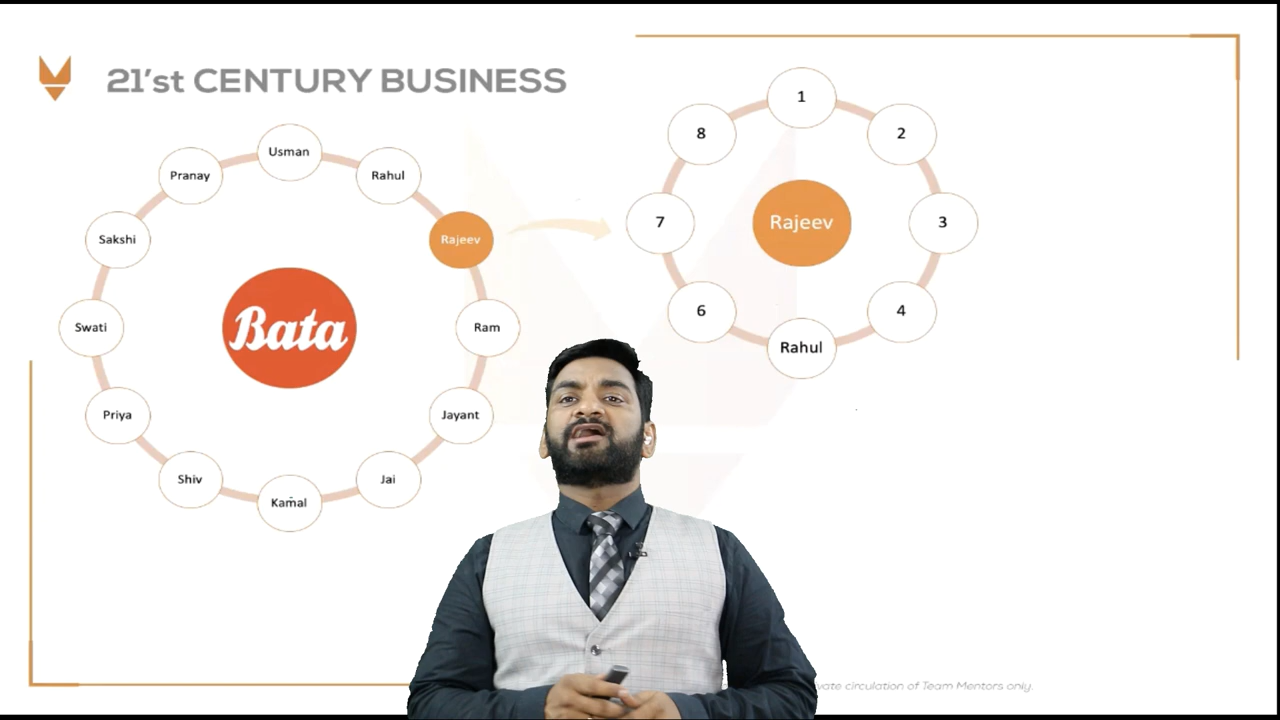 21'st CENTURY BUSINESS
Usman
Pranay
Rahul
Sakshi
Rajeev
Bata
Swati
Ram
Priya
Jayant
Shiv
Jai
Kamal
1
8
2
7
Rajeev
3
6
4
Rahul
circulation of Team Mentors only.